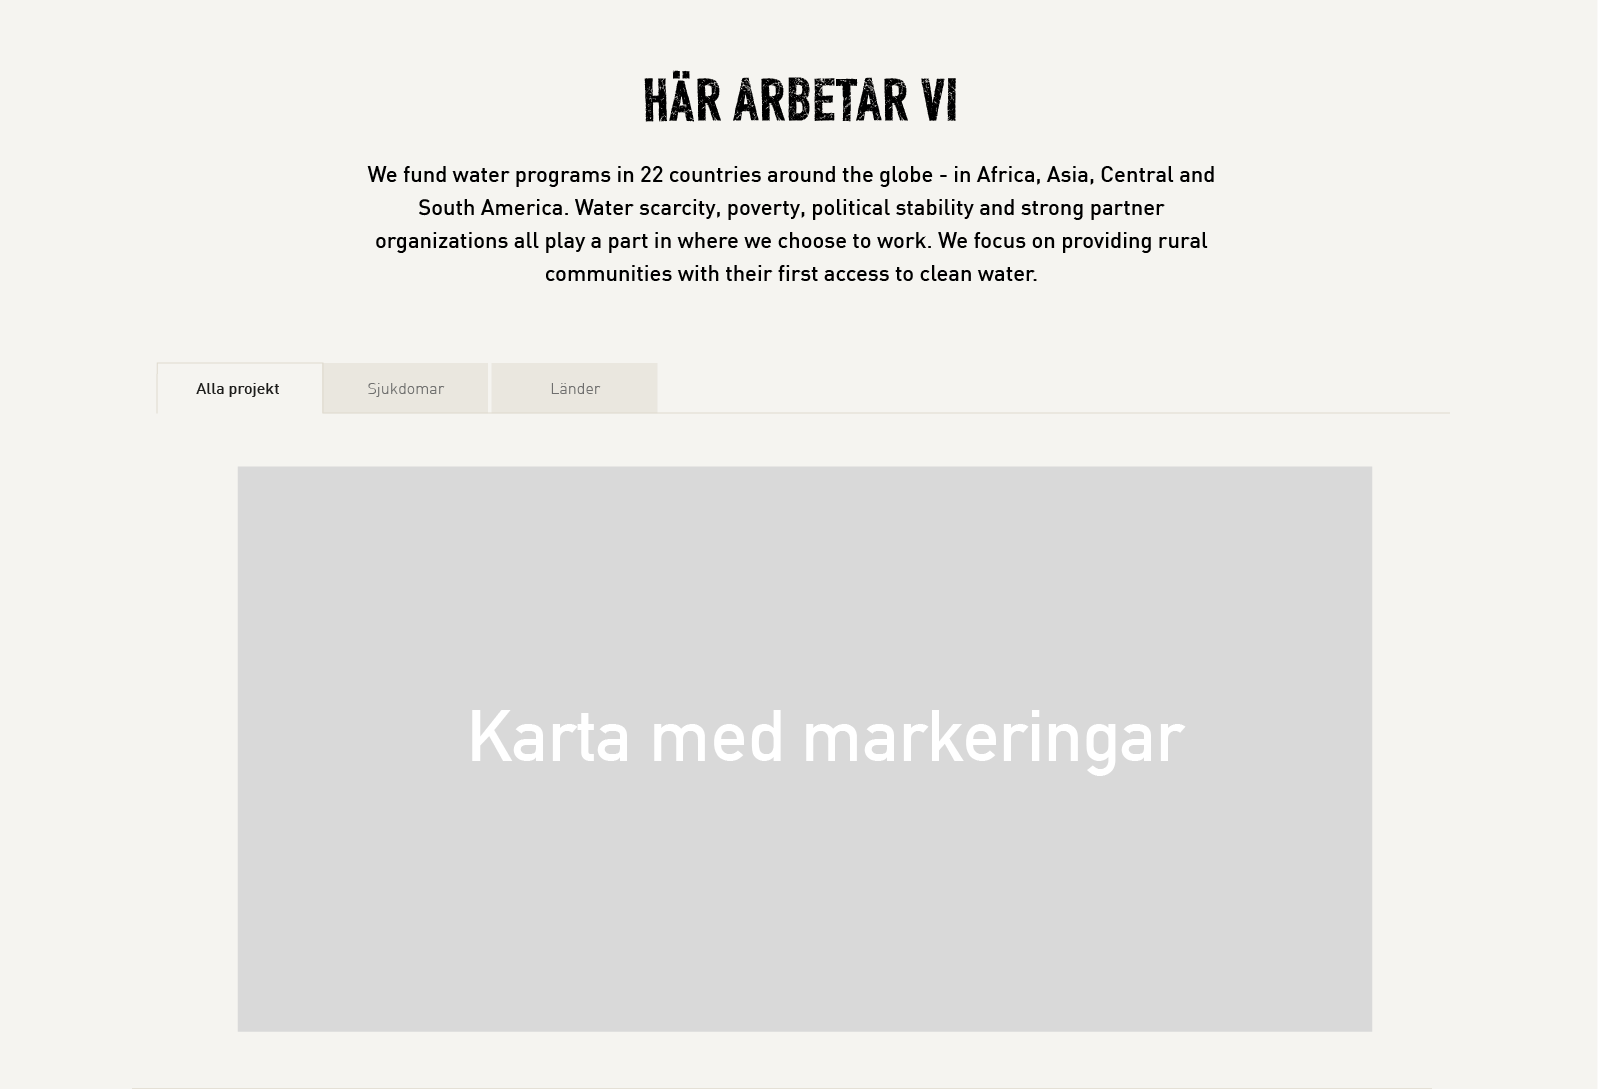 HÄR ARBETAR VI
We fund water programs in 22 countries around the globe - in Africa, Asia, Central and
South America. Water scarcity, poverty, political stability and strong partner
organizations all play a part in where we choose to work. We focus on providing rural
communities with their first access to clean water.
Alla projekt
Sjukdomar
Länder
Karta med markeringar